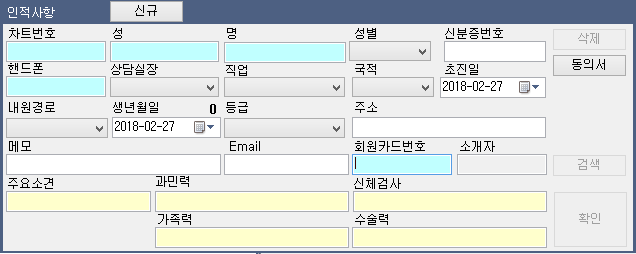 인적사항 신규
차트번호 성 명 성별 신분증번호 삭제
핸드폰 상담실장 직업 국적 초진일 동의서
2018-02-27
내원경로 생년월일 0 등급 주소
2018-02-27
메모 Email 회원카드번호 소개자
검색
주요소견 과민력 신체검사
확인
가족력 수술력